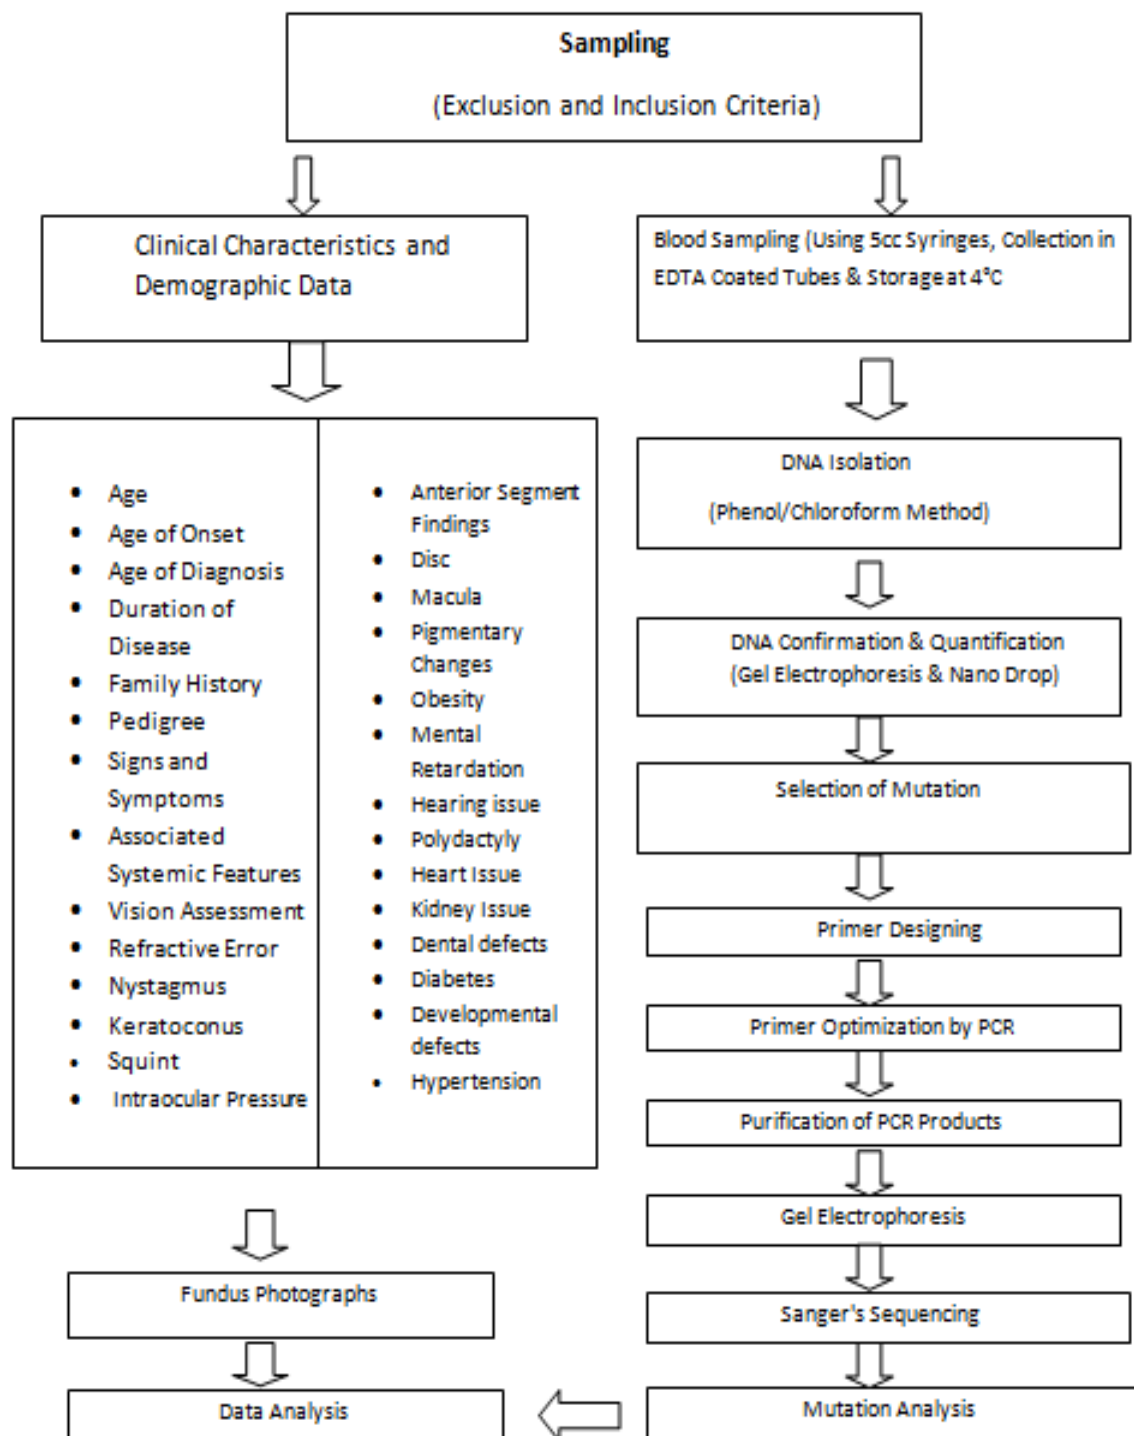 Sampling
(Exclusion and Inclusion Criteria)
Clinical Characteristics and
Demographic Data
Blood Sampling (Using 5cc Syringes, Collection in
EDTA Coated Tubes & Storage at 4°C
• Age
• Age of Onset
• Age of Diagnosis
• Duration of
Disease
• Family History
• Pedigree
• Signs and
Symptoms
• Associated
Systemic Features
• Vision Assessment
• Refractive Error
• Nystagmus
• Keratoconus
• Squint
• Intraocular Pressure
• Anterior Segment
Findings
• Disc
• Macula
• Pigmentary
Changes
• Obesity
• Mental
Retardation
• Hearing issue
• Polydactyly
• Heart Issue
• Kidney Issue
• Dental defects
• Diabetes
• Developmental
defects
• Hypertension
DNA Isolation
(Phenol/Chloroform Method)
DNA Confirmation & Quantification
(Gel Electrophoresis & Nano Drop)
Selection of Mutation
Primer Designing
Primer Optimization by PCR
Purification of PCR Products
Gel Electrophoresis
Sanger's Sequencing
Mutation Analysis
Fundus Photographs
Data Analysis